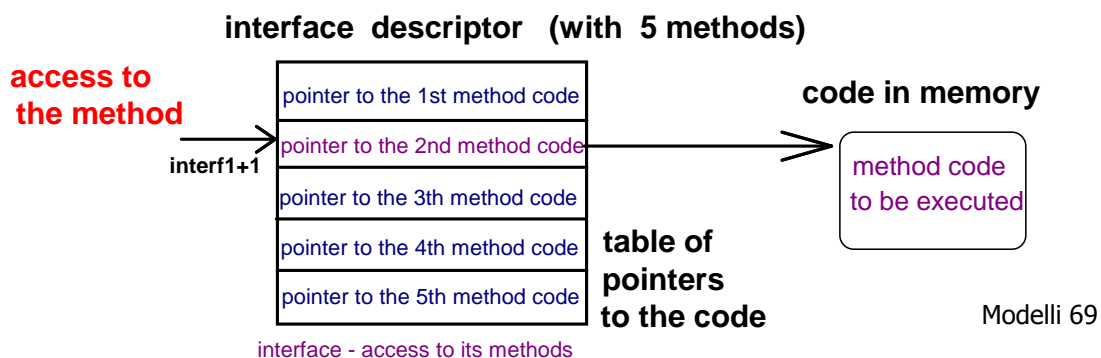 interface descriptor (with 5 methods)
access to
the method
interf1+1
pointer to the 1st method code
pointer to the 2nd method code
pointer to the 3th method code
pointer to the 4th method code
pointer to the 5th method code
code in memory
method code
to be executed
table of
pointers
to the code
Modelli 69
interface - access to its methods